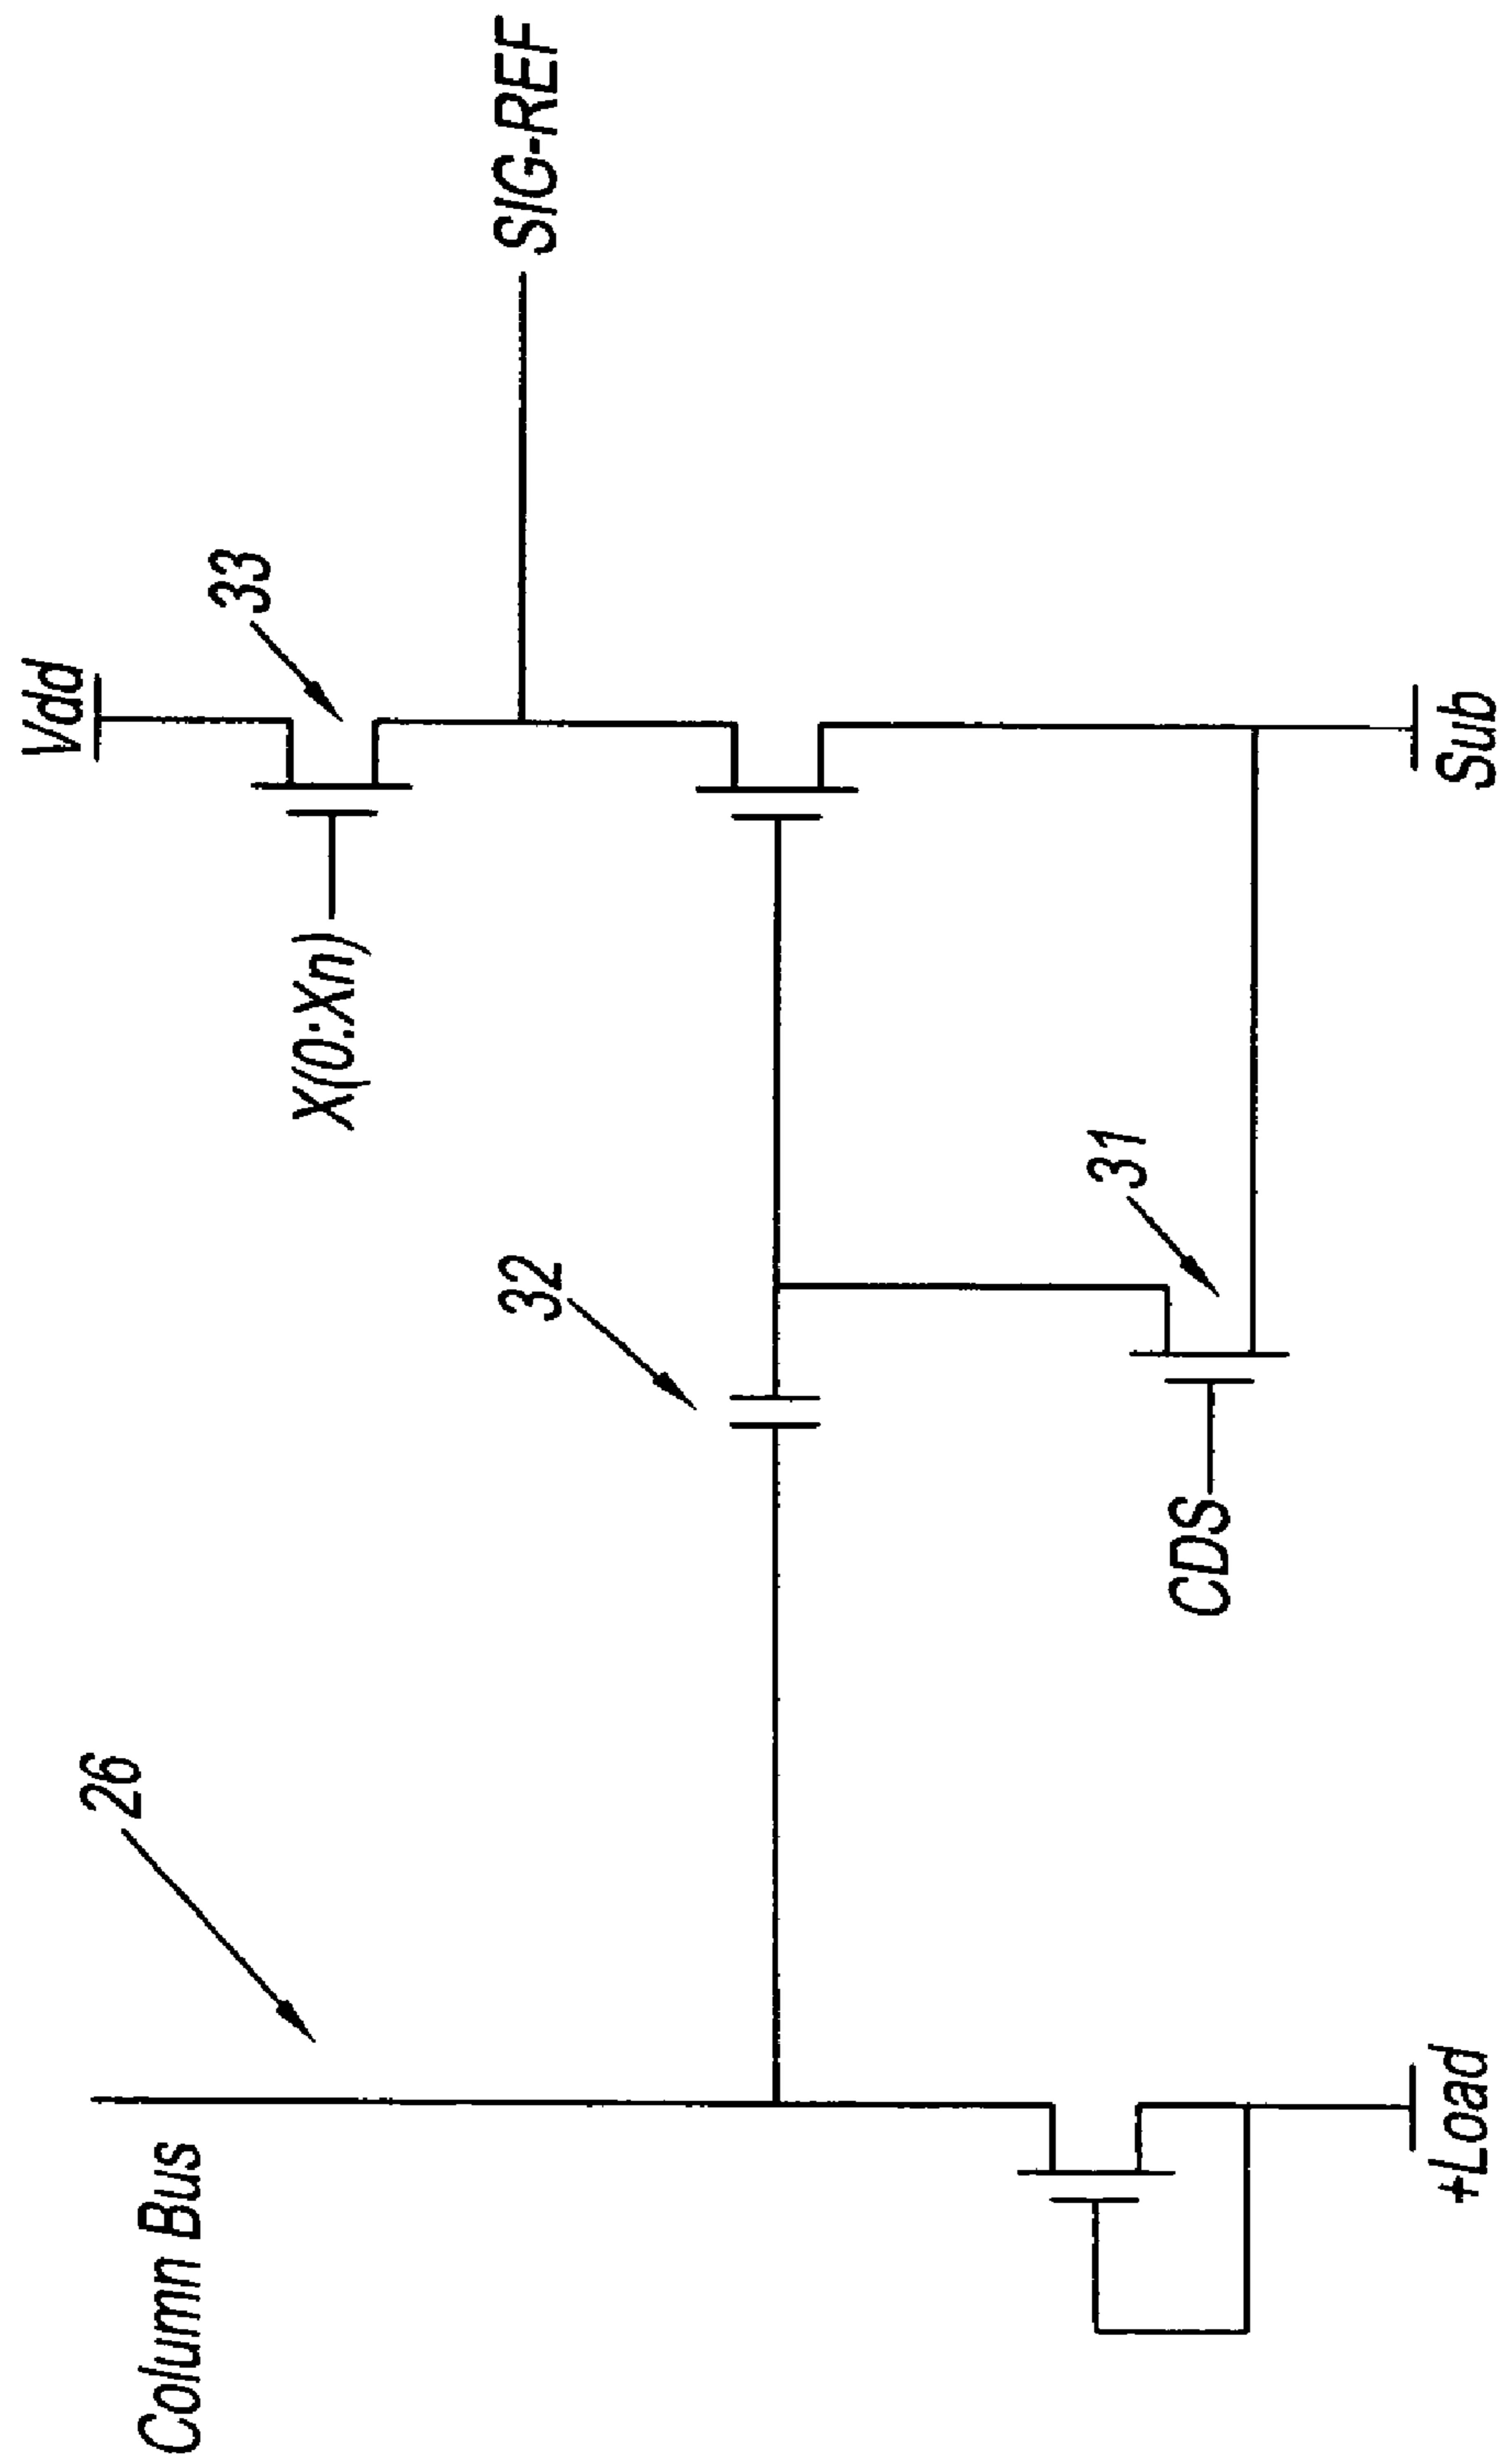 Column Bus
26
+Load
32
CDS
31
X(0:Xn)
Vdd
33
SIG-REF
Sub